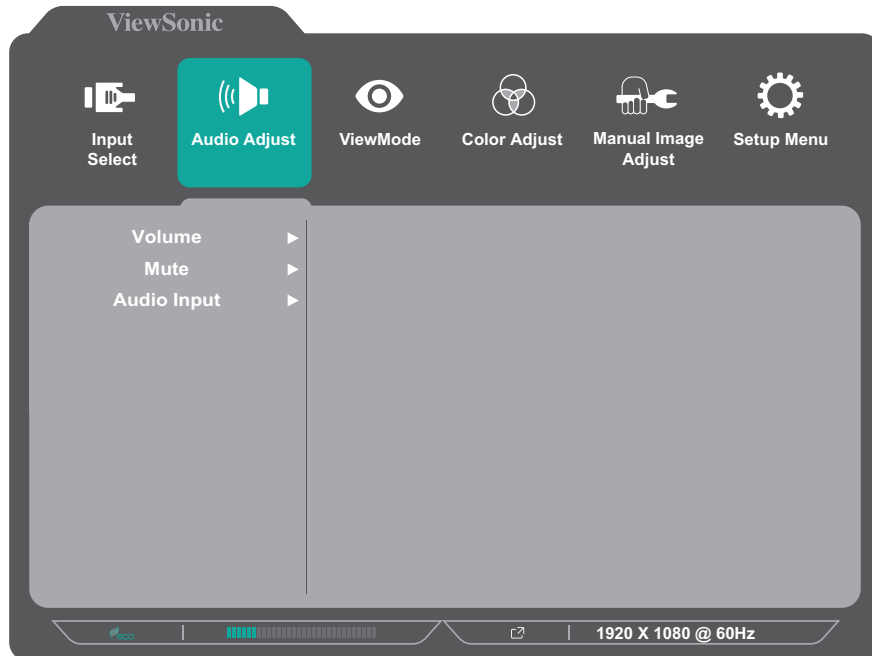 ViewSonic
Input
Select
Audio Adjust
ViewMode
Color Adjust
Manual Image
Adjust
Setup Menu
Volume
Mute
Audio Input
eco
1920 X 1080 @ 60Hz